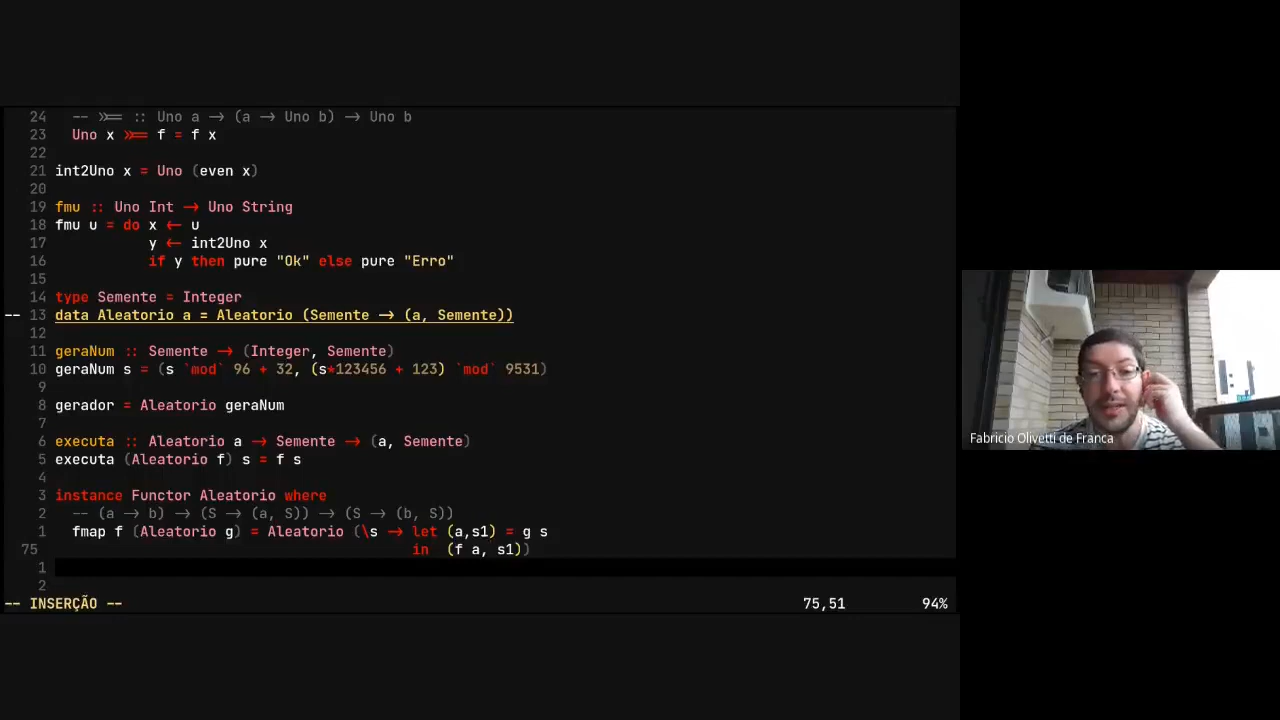 24 -- >>= :: Uno a -> (a -> Uno b) -> Uno b
23 Uno x >>= f = f x
22
21 int2Uno x = Uno (even x)
20
19 fmu :: Uno Int -> Uno String
18 fmu u = do x <- u
17 y <- int2Uno x
16 if y then pure "Ok" else pure "Erro"
15
14 type Semente = Integer
-- 13 data Aleatorio a = Aleatorio (Semente -> (a, Semente))
12
11 geraNum :: Semente -> (Integer, Semente)
10 geraNum s = (s `mod` 96 + 32, (s*123456 + 123) `mod` 9531)
9
8 gerador = Aleatorio geraNum
7
6 executa :: Aleatorio a -> Semente -> (a, Semente)
5 executa (Aleatorio f) s = f s
4
3 instance Functor Aleatorio where
2 -- (a -> b) -> (S -> (a, S)) -> (S -> (b, S))
1 fmap f (Aleatorio g) = Aleatorio (\s -> let (a,s1) = g s
75 in (f a, s1))
1
2
-- INSERÇÃO -- 75,51 94%
Fabricio Olivetti de Franca